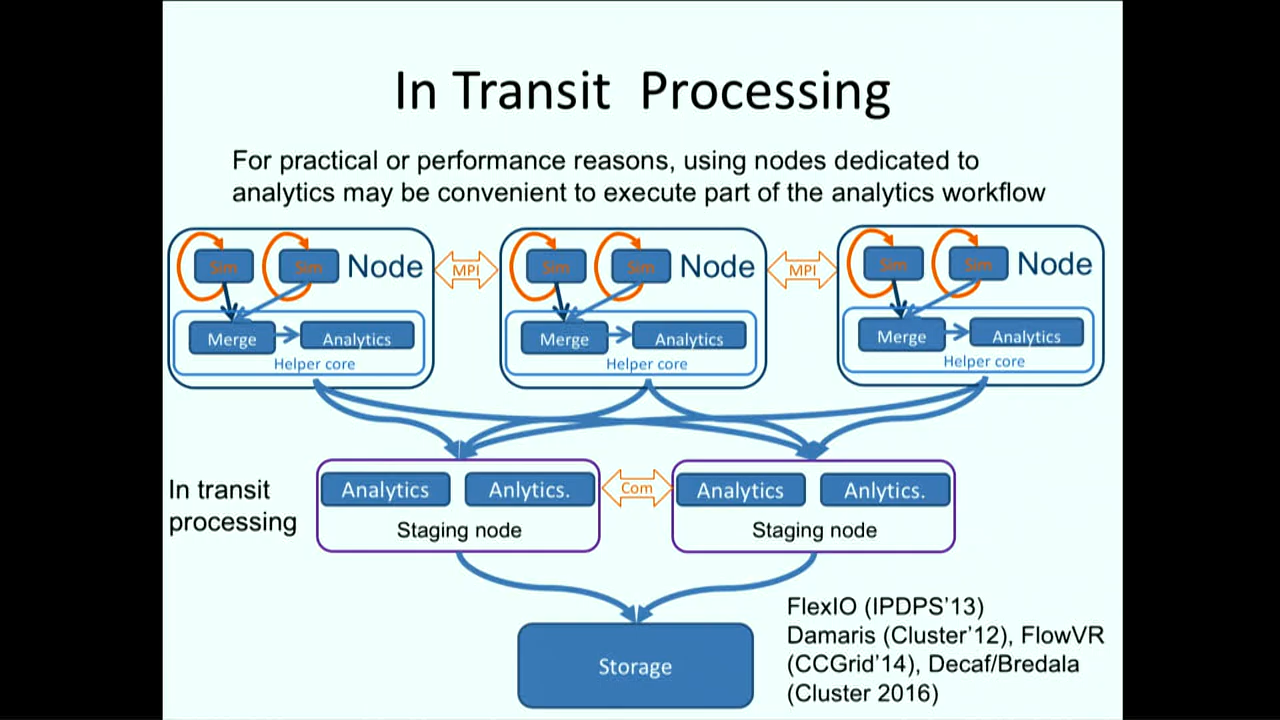 In Transit Processing
For practical or performance reasons, using nodes dedicated to
analytics may be convenient to execute part of the analytics workflow
Sim Sim Node MPI Sim Sim Node MPI Sim Sim Node
Merge Analytics Merge Analytics Merge Analytics
Helper core Helper core Helper core
In transit
processing
Analytics Anlytics. Com Analytics Anlytics.
Staging node Staging node
Storage
FlexIO (IPDPS'13)
Damaris (Cluster'12), FlowVR
(CCGrid'14), Decaf/Bredala
(Cluster 2016)